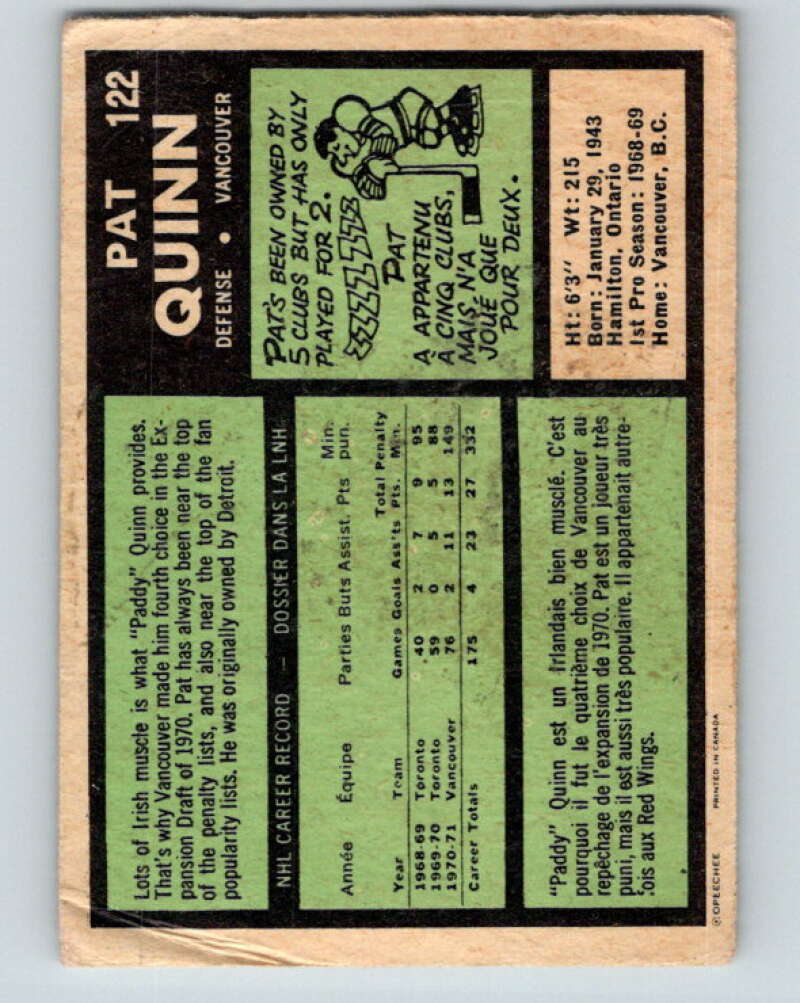 PAT 122
QUINN
DEFENSE • VANCOUVER
Lots of Irish muscle is what "Paddy" Quinn provides.
That's why Vancouver made him fourth choice in the Ex-
pansion Draft of 1970. Pat has always been near the top
of the penalty lists, and also near the top of the fan
popularity lists. He was originally owned by Detroit.
PAT'S BEEN OWNED BY
5 CLUBS BUT HAS ONLY
PLAYED FOR 2.
PAT
A APPARTENU
À CINQ CLUBS,
MAIS N'A
JOUÉ QUE
POUR DEUX.
NHL CAREER RECORD — DOSSIER DANS LA LNH
Année Équipe Parties Buts Assist. Pts Min. pun.
Year Team Games Goals Ass'ts Total Pts. Penalty Min.
1968-69 Toronto 40 2 7 9 95
1969-70 Toronto 59 0 5 5 88
1970-71 Vancouver 76 2 11 13 149
Career Totals 175 4 23 27 332
"Paddy" Quinn est un Irlandais bien musclé. C'est
pourquoi il fut le quatrième choix de Vancouver au
repêchage de l'expansion de 1970. Pat est un joueur très
puni, mais il est aussi très populaire. Il appartenait autre-
fois aux Red Wings.
Ht: 6'3" Wt: 215
Born: January 29, 1943
Hamilton, Ontario
1st Pro Season: 1968-69
Home: Vancouver, B.C.
© OPEECHEE PRINTED IN CANADA